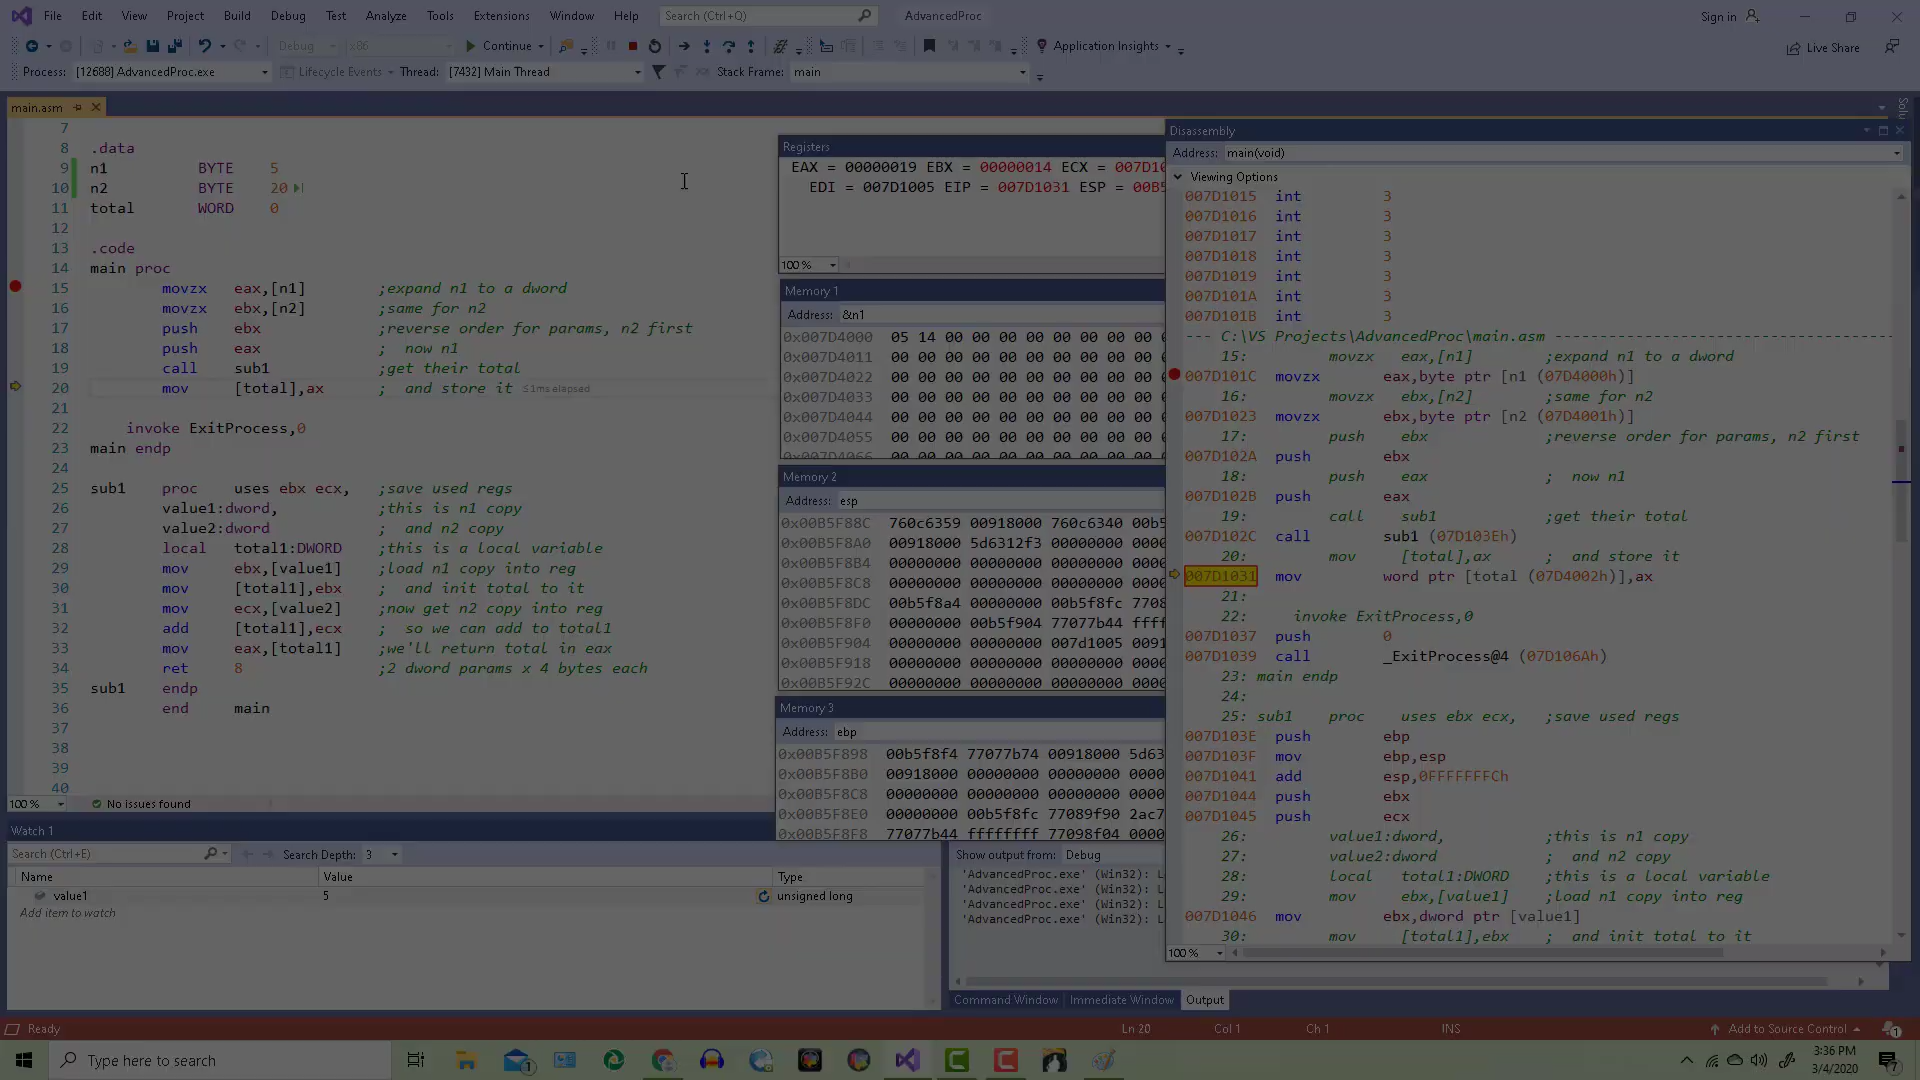 File Edit View Project Build Debug Test Analyze Tools Extensions Window Help Search (Ctrl+Q) AdvancedProc Sign in
Debug x86 Continue Application Insights Live Share
Process: [12688] AdvancedProc.exe Lifecycle Events Thread: [7432] Main Thread Stack Frame: main
main.asm
7
8 .data
9 n1 BYTE 5
10 n2 BYTE 20
11 total WORD 0
12
13 .code
14 main proc
15 movzx eax,[n1] ;expand n1 to a dword
16 movzx ebx,[n2] ;same for n2
17 push ebx ;reverse order for params, n2 first
18 push eax ; now n1
19 call sub1 ;get their total
20 mov [total],ax ; and store it ≤1ms elapsed
21
22 invoke ExitProcess,0
23 main endp
24
25 sub1 proc uses ebx ecx, ;save used regs
26 value1:dword, ;this is n1 copy
27 value2:dword ; and n2 copy
28 local total1:DWORD ;this is a local variable
29 mov ebx,[value1] ;load n1 copy into reg
30 mov [total1],ebx ; and init total to it
31 mov ecx,[value2] ;now get n2 copy into reg
32 add [total1],ecx ; so we can add to total1
33 mov eax,[total1] ;we'll return total in eax
34 ret 8 ;2 dword params x 4 bytes each
35 sub1 endp
36 end main
37
38
39
40
100 % No issues found
Registers
EAX = 00000019 EBX = 00000014 ECX = 007D10
EDI = 007D1005 EIP = 007D1031 ESP = 00B5
100 %
Memory 1
Address: &n1
0x007D4000 05 14 00 00 00 00 00 00 00 00
0x007D4011 00 00 00 00 00 00 00 00 00 00
0x007D4022 00 00 00 00 00 00 00 00 00 00
0x007D4033 00 00 00 00 00 00 00 00 00 00
0x007D4044 00 00 00 00 00 00 00 00 00 00
0x007D4055 00 00 00 00 00 00 00 00 00 00
0x007D4066 00 00 00 00 00 00 00 00 00 00
Memory 2
Address: esp
0x00B5F88C 760c6359 00918000 760c6340 00b5
0x00B5F8A0 00918000 5d6312f3 00000000 0000
0x00B5F8B4 00000000 00000000 00000000 0000
0x00B5F8C8 00000000 00000000 00000000 0000
0x00B5F8DC 00b5f8a4 00000000 00b5f8fc 7708
0x00B5F8F0 00000000 00b5f904 77077b44 ffff
0x00B5F904 00000000 00000000 007d1005 0091
0x00B5F918 00000000 00000000 00000000 0000
0x00B5F92C 00000000 00000000 00000000 0000
Memory 3
Address: ebp
0x00B5F898 00b5f8f4 77077b74 00918000 5d63
0x00B5F8B0 00918000 00000000 00000000 0000
0x00B5F8C8 00000000 00000000 00000000 0000
0x00B5F8E0 00000000 00b5f8fc 77089f90 2ac7
0x00B5F8F8 77077b44 ffffffff 77098f04 0000
Disassembly
Address: main(void)
Viewing Options
007D1015 int 3
007D1016 int 3
007D1017 int 3
007D1018 int 3
007D1019 int 3
007D101A int 3
007D101B int 3
--- C:\VS Projects\AdvancedProc\main.asm
15: movzx eax,[n1] ;expand n1 to a dword
007D101C movzx eax,byte ptr [n1 (07D4000h)]
16: movzx ebx,[n2] ;same for n2
007D1023 movzx ebx,byte ptr [n2 (07D4001h)]
17: push ebx ;reverse order for params, n2 first
007D102A push ebx
18: push eax ; now n1
007D102B push eax
19: call sub1 ;get their total
007D102C call sub1 (07D103Eh)
20: mov [total],ax ; and store it
007D1031 mov word ptr [total (07D4002h)],ax
21:
22: invoke ExitProcess,0
007D1037 push 0
007D1039 call _ExitProcess@4 (07D106Ah)
23: main endp
24:
25: sub1 proc uses ebx ecx, ;save used regs
007D103E push ebp
007D103F mov ebp,esp
007D1041 add esp,0FFFFFFFCh
007D1044 push ebx
007D1045 push ecx
26: value1:dword, ;this is n1 copy
27: value2:dword ; and n2 copy
28: local total1:DWORD ;this is a local variable
29: mov ebx,[value1] ;load n1 copy into reg
007D1046 mov ebx,dword ptr [value1]
30: mov [total1],ebx ; and init total to it
100 %
Watch 1
Search (Ctrl+E) Search Depth: 3
Name Value Type
value1 5 unsigned long
Add item to watch
Show output from: Debug
'AdvancedProc.exe' (Win32): L
'AdvancedProc.exe' (Win32): L
'AdvancedProc.exe' (Win32): L
'AdvancedProc.exe' (Win32): L
Command Window Immediate Window Output
Ready Ln 20 Col 1 Ch 1 INS Add to Source Control 1
Type here to search 3:36 PM
3/4/2020